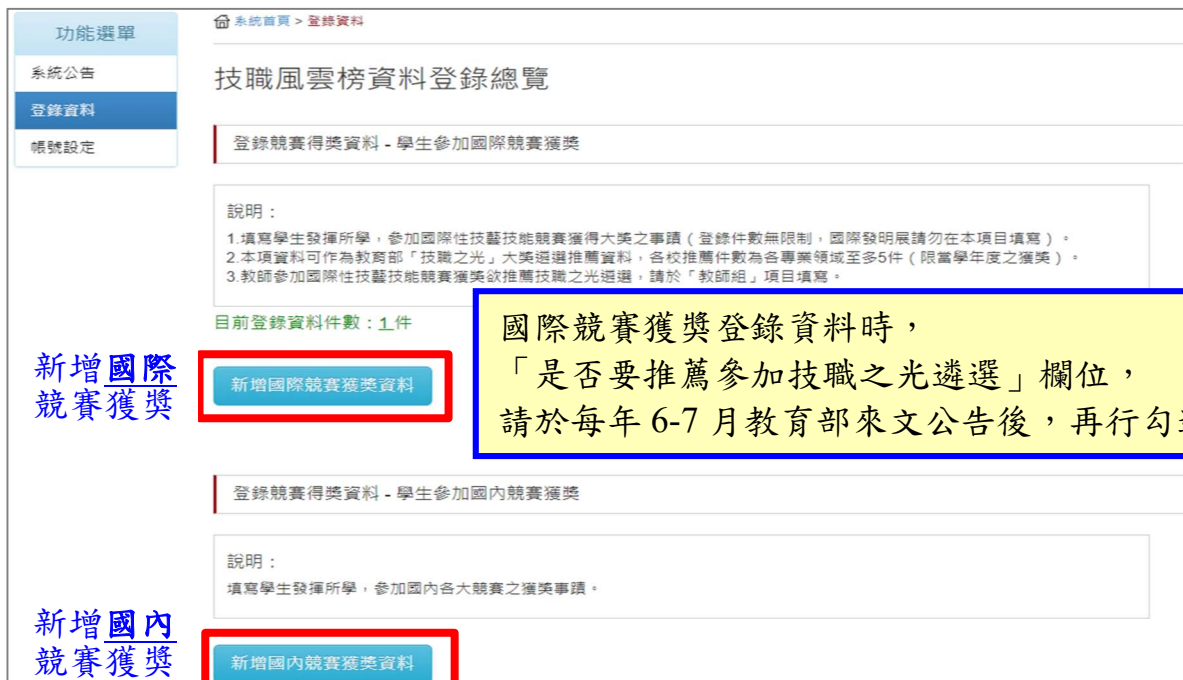 功能選單
系統公告
登錄資料
帳號設定
系統首頁 > 登錄資料
技職風雲榜資料登錄總覽
登錄競賽得獎資料 - 學生參加國際競賽獲獎
說明：
1.填寫學生發揮所學，參加國際性技藝技能競賽獲得大獎之事蹟（登錄件數無限制，國際發明展請勿在本項目填寫）。
2.本項資料可作為教育部「技職之光」大獎遴選推薦資料，各校推薦件數為各專業領域至多5件（限當學年度之獲獎）。
3.教師參加國際性技藝技能競賽獲獎欲推薦技職之光遴選，請於「教師組」項目填寫。
目前登錄資料件數：1件
新增國際
競賽獲獎
新增國際競賽獲獎資料
國際競賽獲獎登錄資料時，
「是否要推薦參加技職之光遴選」欄位，
請於每年 6-7 月教育部來文公告後，再行勾
登錄競賽得獎資料 - 學生參加國內競賽獲獎
說明：
填寫學生發揮所學，參加國內各大競賽之獲獎事蹟。
新增國內
競賽獲獎
新增國內競賽獲獎資料